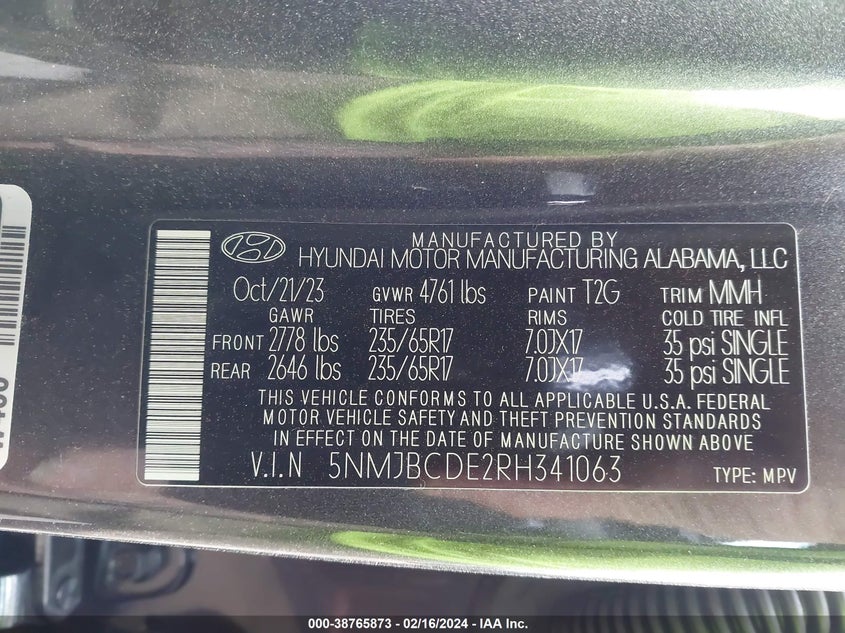 MANUFACTURED BY
HYUNDAI MOTOR MANUFACTURING ALABAMA, LLC
Oct/21/23 GVWR 4761 lbs PAINT T2G TRIM MMH
GAWR TIRES RIMS COLD TIRE INFL
FRONT 2778 lbs 235/65R17 7.0JX17 35 psi SINGLE
REAR 2646 lbs 235/65R17 7.0JX17 35 psi SINGLE
THIS VEHICLE CONFORMS TO ALL APPLICABLE U.S.A. FEDERAL
MOTOR VEHICLE SAFETY AND THEFT PREVENTION STANDARDS
IN EFFECT ON THE DATE OF MANUFACTURE SHOWN ABOVE
V.I.N 5NMJBCDE2RH341063 TYPE: MPV
000-38765873 - 02/16/2024 - IAA Inc.